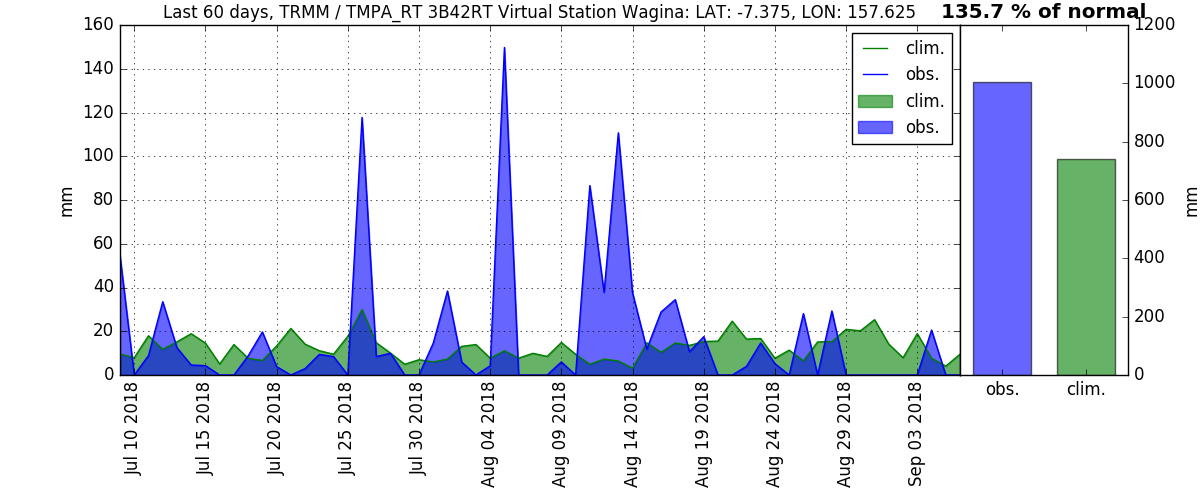 Last 60 days, TRMM / TMPA_RT 3B42RT Virtual Station Wagina: LAT: -7.375, LON: 157.625
135.7 % of normal
160
140
120
100
80
60
40
20
0
mm
clim.
obs.
clim.
obs.
Jul 10 2018
Jul 15 2018
Jul 20 2018
Jul 25 2018
Jul 30 2018
Aug 04 2018
Aug 09 2018
Aug 14 2018
Aug 19 2018
Aug 24 2018
Aug 29 2018
Sep 03 2018
1200
1000
800
600
400
200
0
mm
obs.
clim.